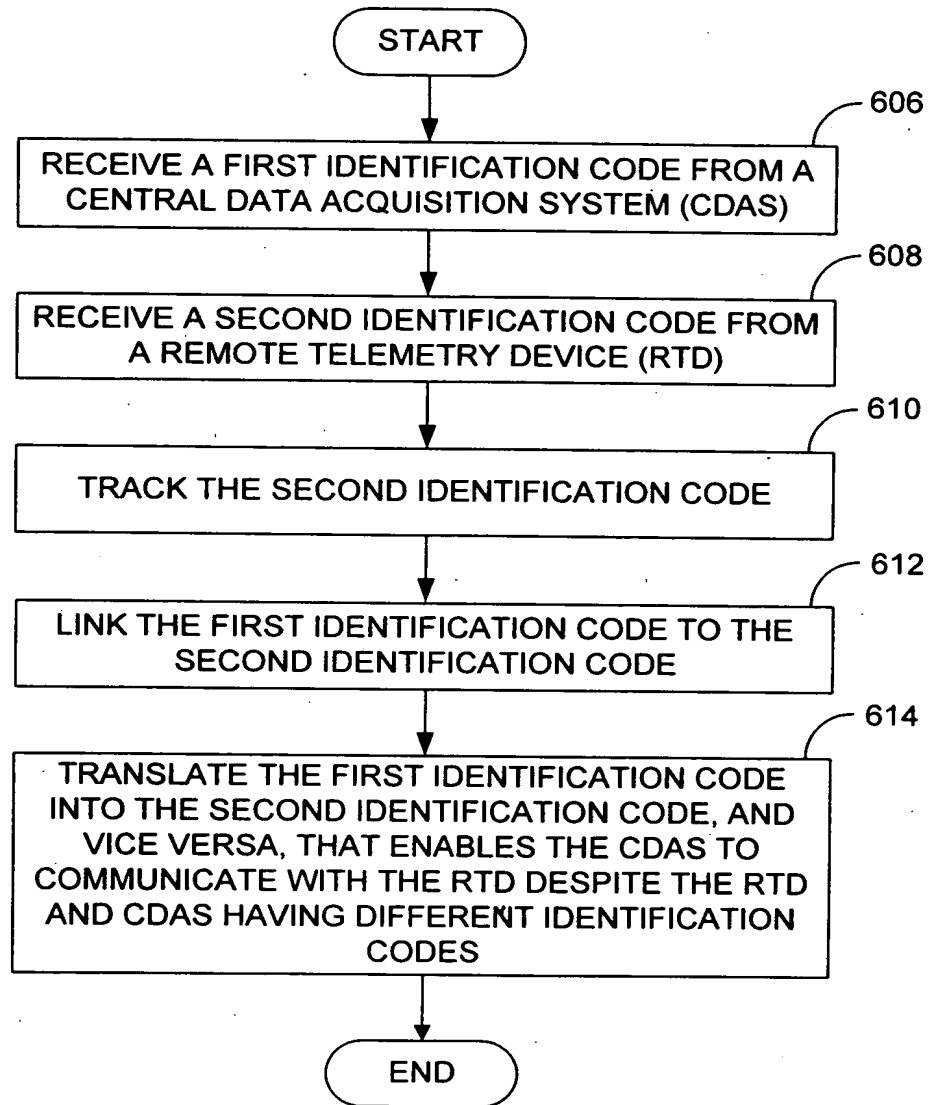 START
606
RECEIVE A FIRST IDENTIFICATION CODE FROM A
CENTRAL DATA ACQUISITION SYSTEM (CDAS)
608
RECEIVE A SECOND IDENTIFICATION CODE FROM
A REMOTE TELEMETRY DEVICE (RTD)
610
TRACK THE SECOND IDENTIFICATION CODE
612
LINK THE FIRST IDENTIFICATION CODE TO THE
SECOND IDENTIFICATION CODE
614
TRANSLATE THE FIRST IDENTIFICATION CODE
INTO THE SECOND IDENTIFICATION CODE, AND
VICE VERSA, THAT ENABLES THE CDAS TO
COMMUNICATE WITH THE RTD DESPITE THE RTD
AND CDAS HAVING DIFFERENT IDENTIFICATION
CODES
END